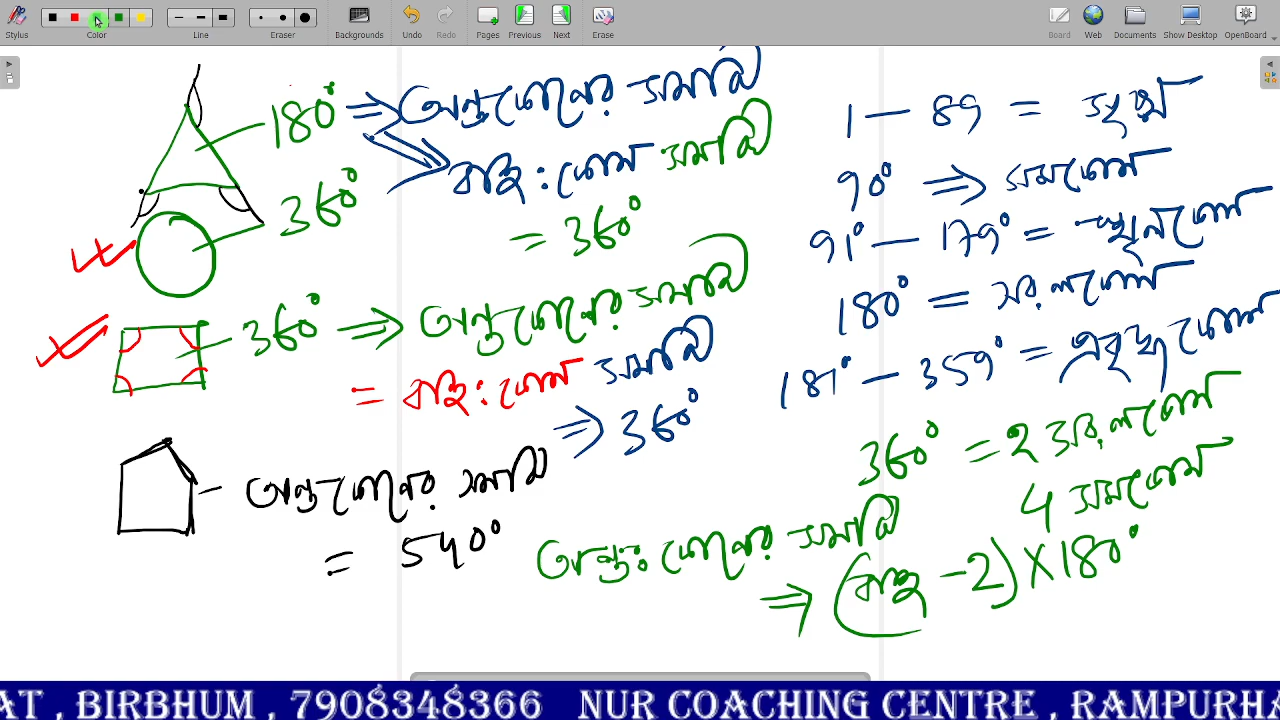 Stylus Color Line Eraser Backgrounds Undo Redo Pages Previous Next Erase Board Web Documents Show Desktop OpenBoard
180° ⇒ অন্তঃকোণের সমষ্টি
বহিঃকোণ সমষ্টি
= 360°
360°
360° ⇒ অন্তঃকোণের সমষ্টি
= বহিঃকোণ সমষ্টি
⇒ 360°
অন্তঃকোণের সমষ্টি
= 540°
1 — 89 = সূক্ষ্ম
90° ⇒ সমকোণ
91° — 179° = স্থূলকোণ
180° = সরলকোণ
181° — 359° = প্রবৃদ্ধ কোণ
360° = 2 সরলকোণ
4 সমকোণ
অন্তঃকোণের সমষ্টি
⇒ (বাহু - 2) × 180°
AT , BIRBHUM , 7908348366 NUR COACHING CENTRE , RAMPURHA